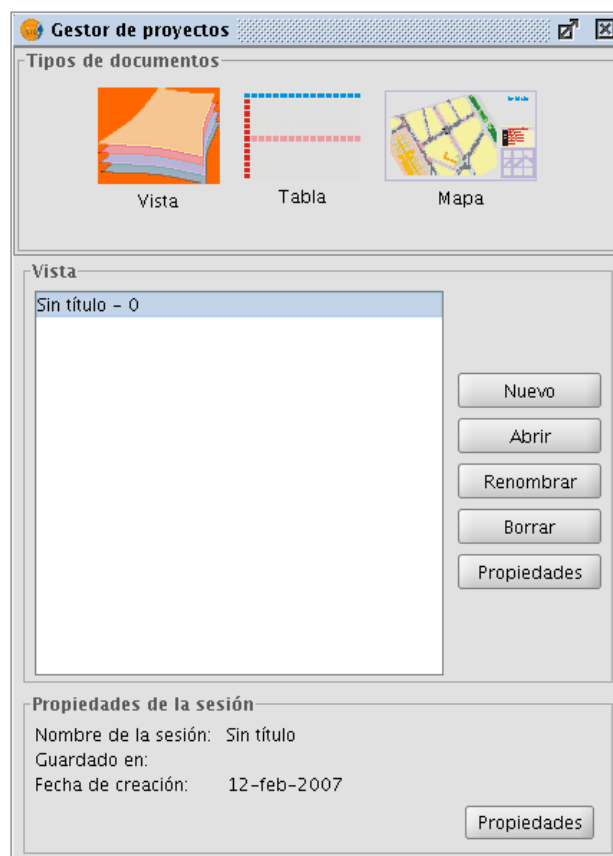 Gestor de proyectos
Tipos de documentos
Vista
Tabla
Mapa
Vista
Sin título - 0
Nuevo
Abrir
Renombrar
Borrar
Propiedades
Propiedades de la sesión
Nombre de la sesión: Sin título
Guardado en:
Fecha de creación: 12-feb-2007
Propiedades